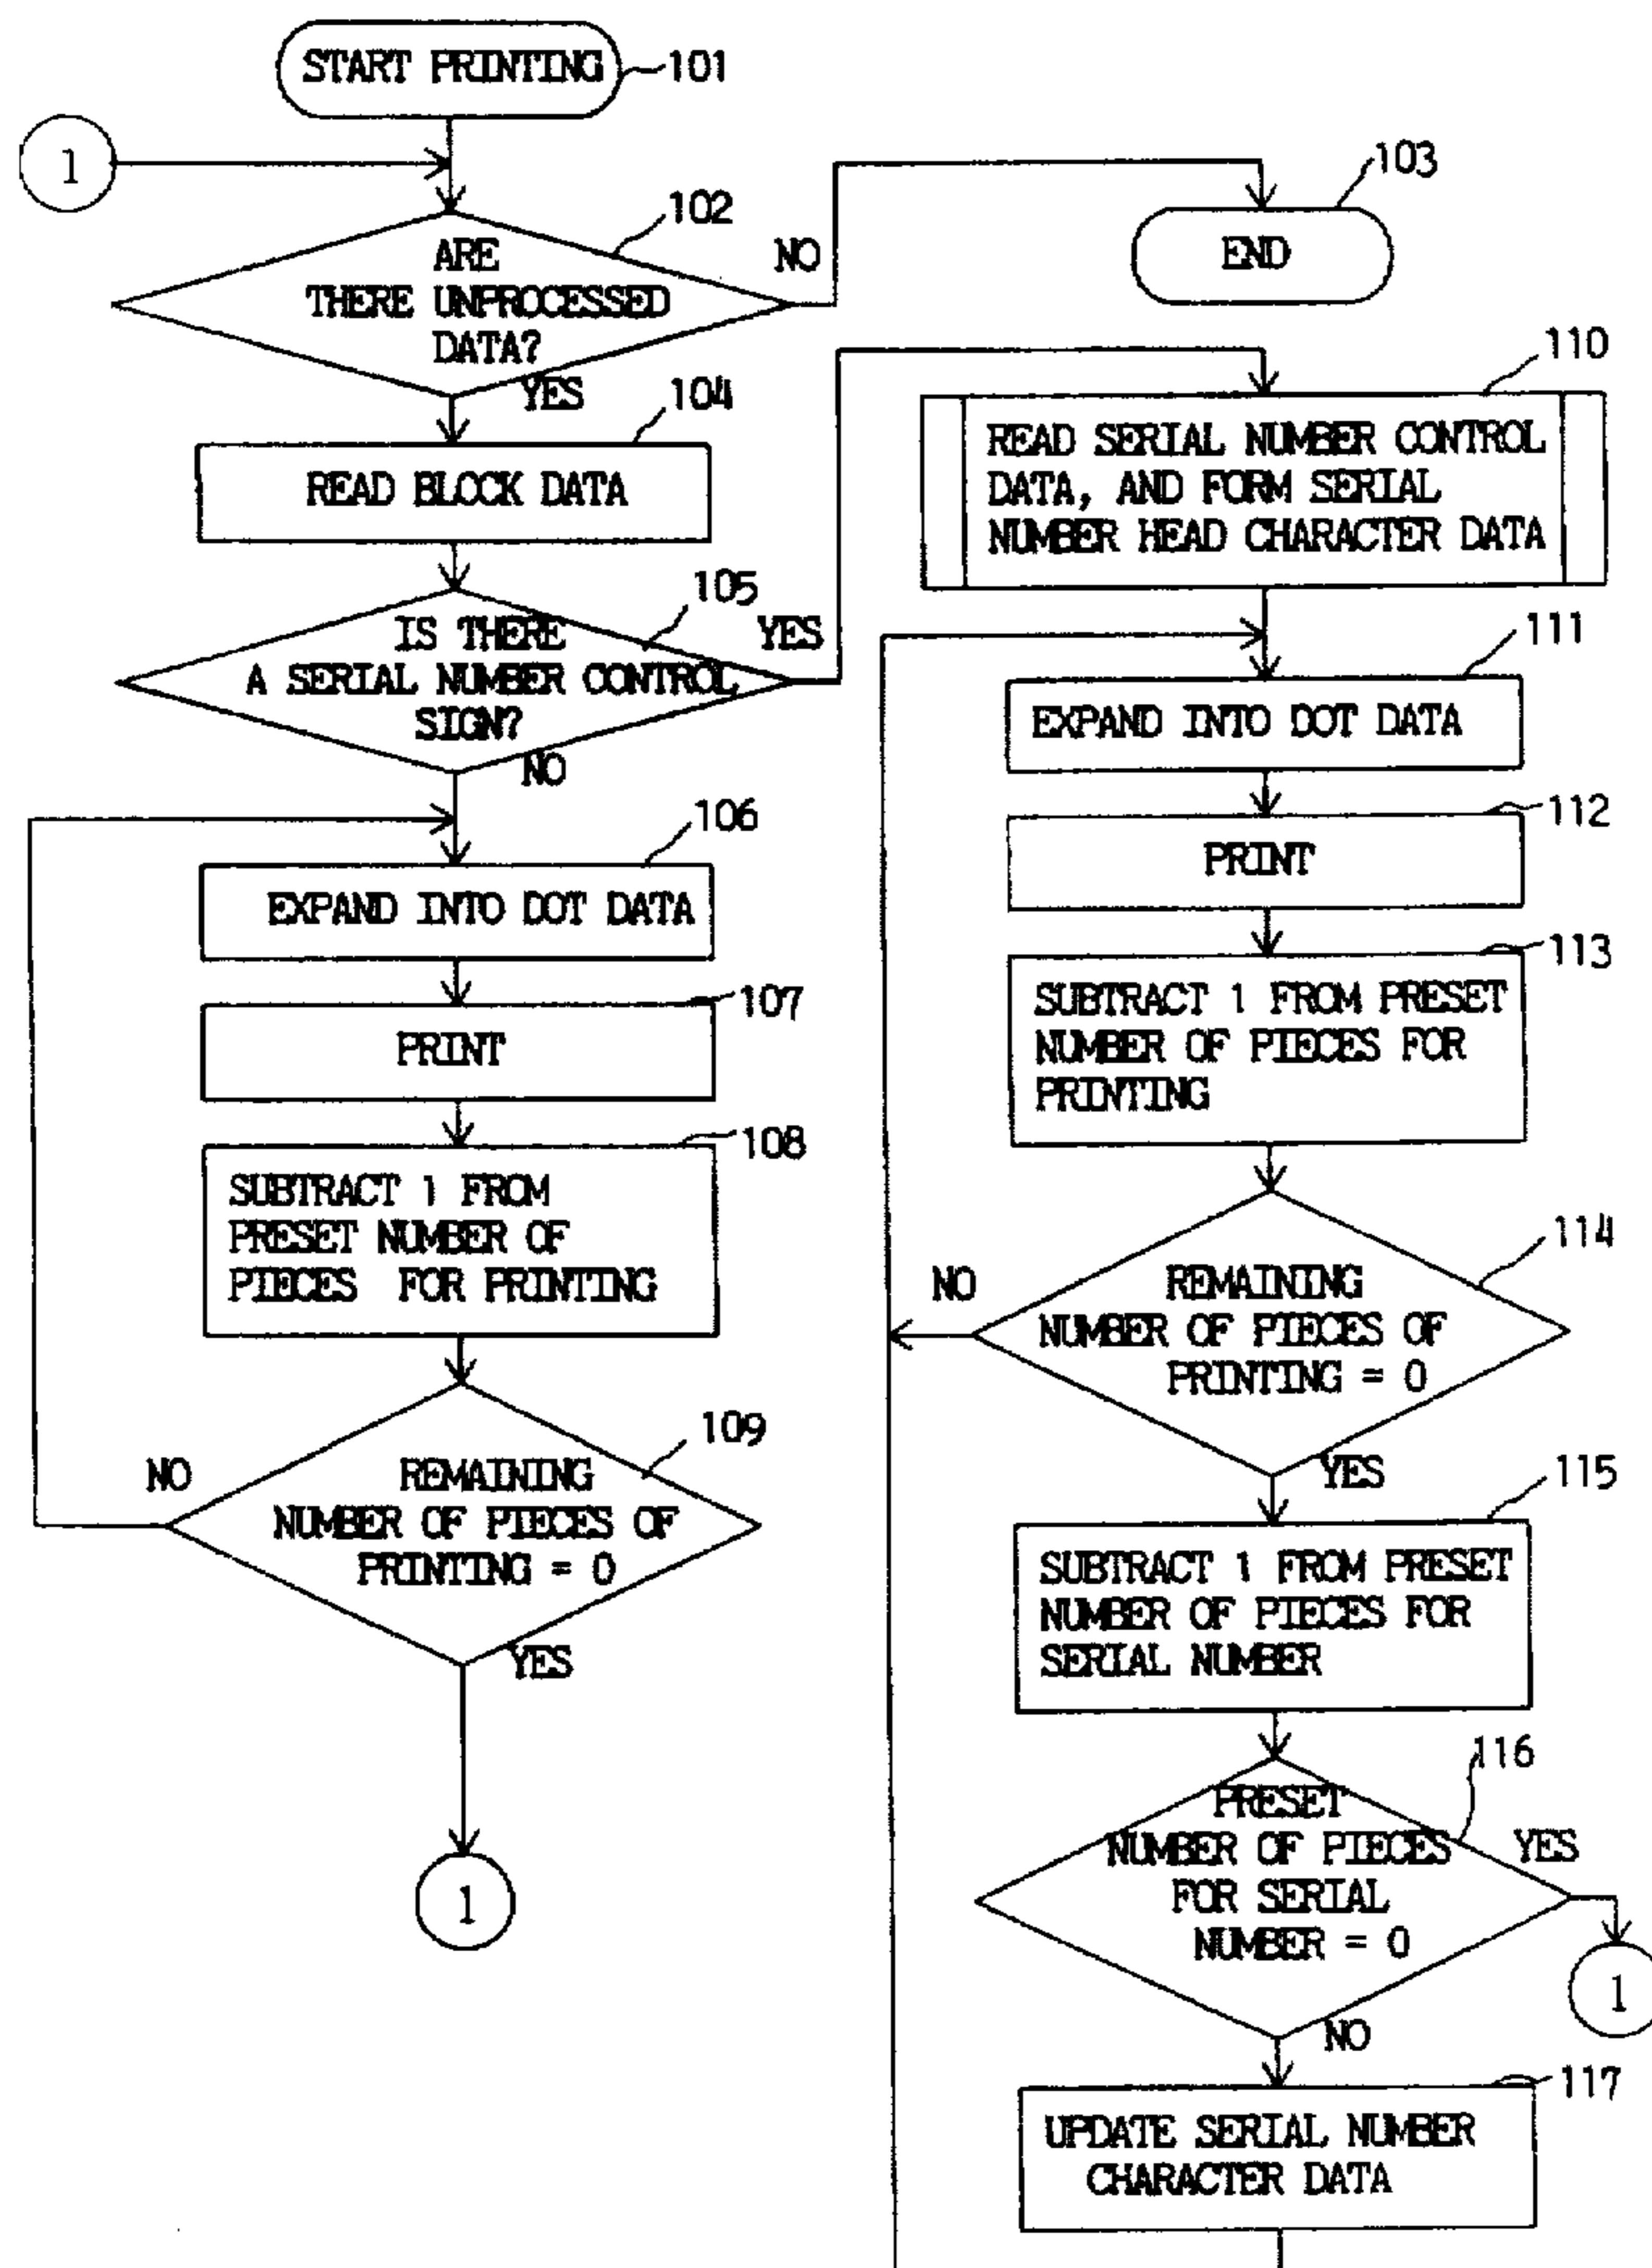 START PRINTING
101
1
102
ARE
THERE UNPROCESSED
DATA?
NO
YES
103
END
104
READ BLOCK DATA
105
IS THERE
A SERIAL NUMBER CONTROL
SIGN?
YES
NO
106
EXPAND INTO DOT DATA
107
PRINT
108
SUBTRACT 1 FROM
PRESET NUMBER OF
PIECES FOR PRINTING
109
NO
REMAINING
NUMBER OF PIECES OF
PRINTING = 0
YES
1
110
READ SERIAL NUMBER CONTROL
DATA, AND FORM SERIAL
NUMBER HEAD CHARACTER DATA
111
EXPAND INTO DOT DATA
112
PRINT
113
SUBTRACT 1 FROM PRESET
NUMBER OF PIECES FOR
PRINTING
114
NO
REMAINING
NUMBER OF PIECES OF
PRINTING = 0
YES
115
SUBTRACT 1 FROM PRESET
NUMBER OF PIECES FOR
SERIAL NUMBER
116
PRESET
NUMBER OF PIECES
FOR SERIAL
NUMBER = 0
YES
1
NO
117
UPDATE SERIAL NUMBER
CHARACTER DATA